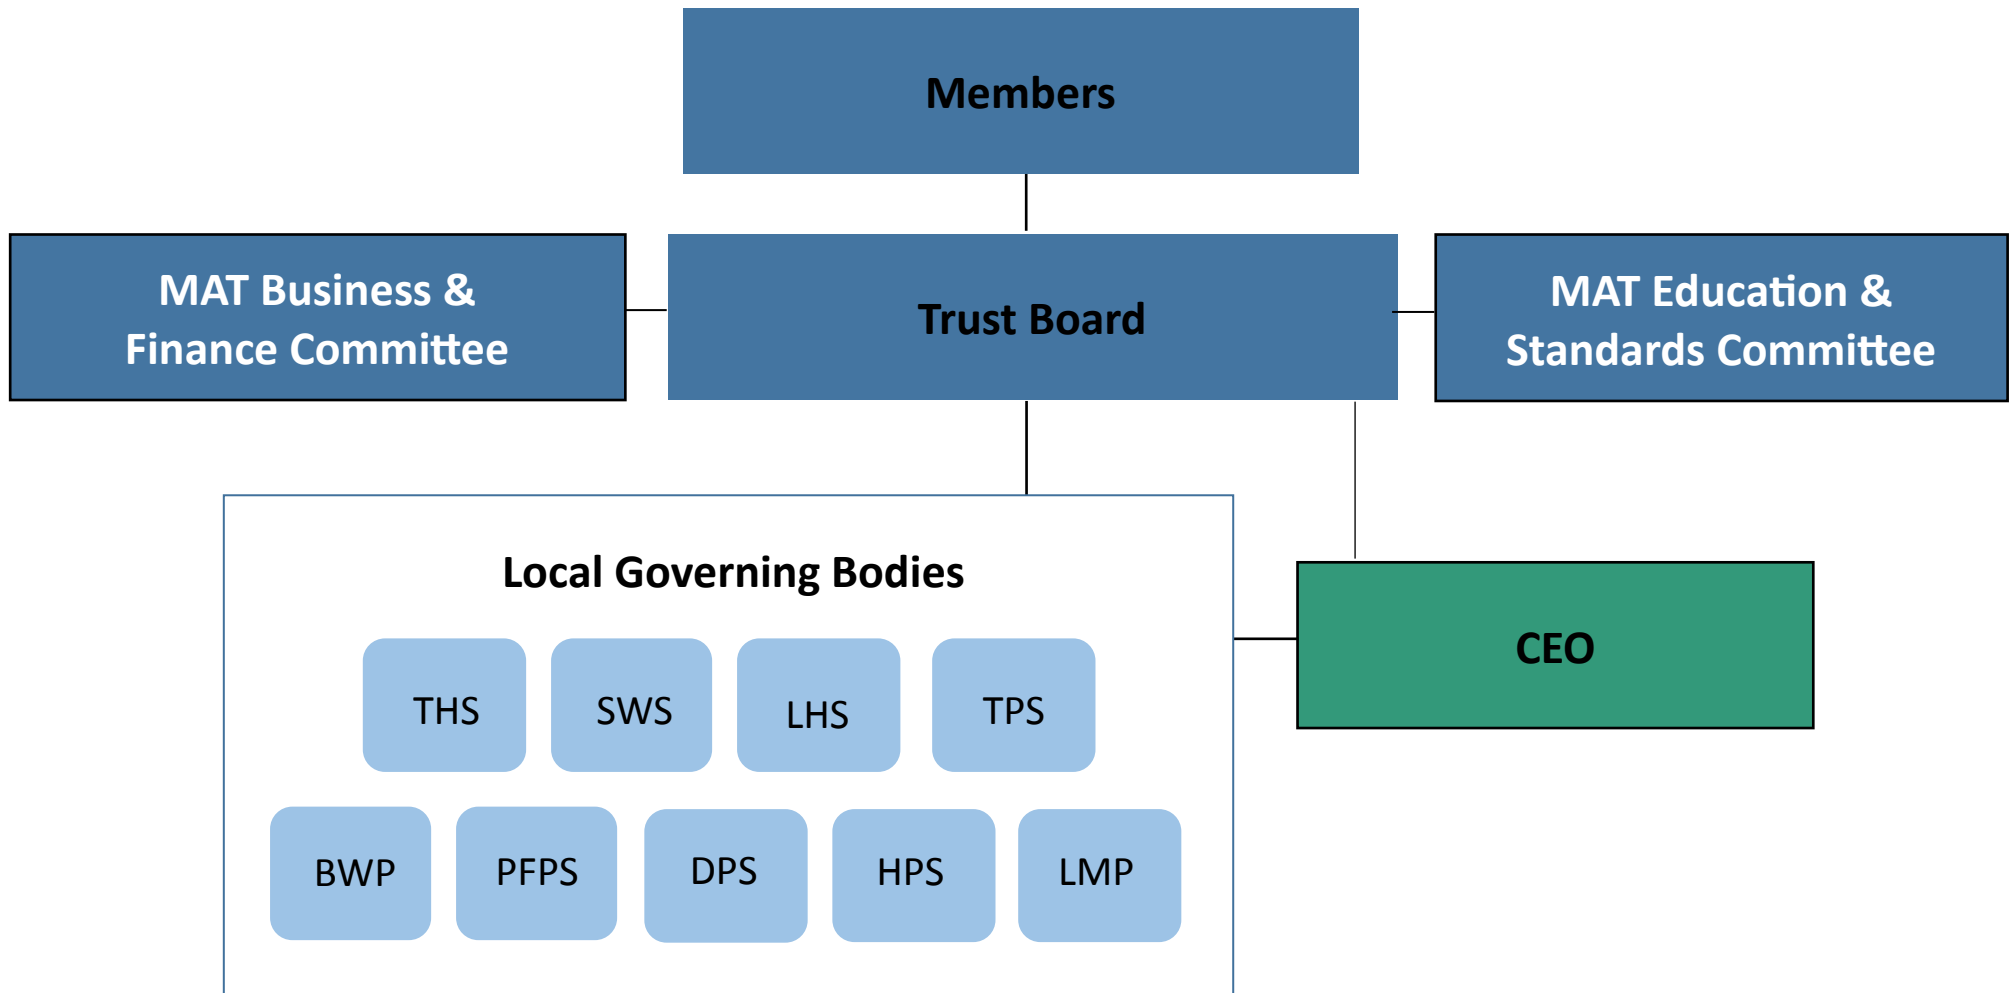 Members
MAT Business &
Finance Committee
Trust Board
MAT Education &
Standards Committee
Local Governing Bodies
CEO
THS
SWS
LHS
TPS
BWP
PFPS
DPS
HPS
LMP